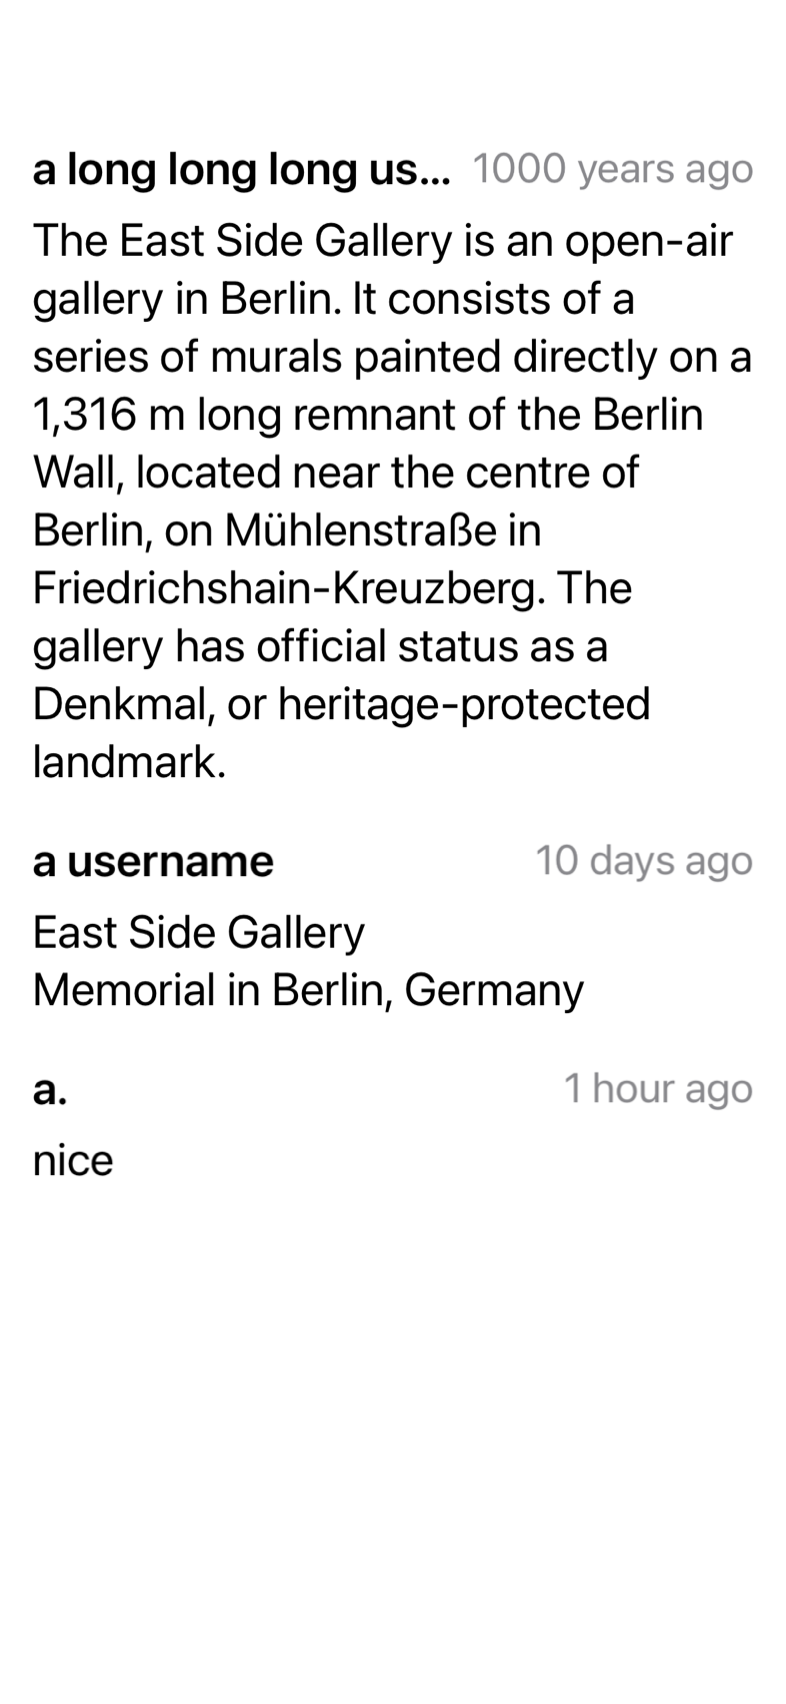 a long long long us... 1000 years ago
The East Side Gallery is an open-air
gallery in Berlin. It consists of a
series of murals painted directly on a
1,316 m long remnant of the Berlin
Wall, located near the centre of
Berlin, on Mühlenstraße in
Friedrichshain-Kreuzberg. The
gallery has official status as a
Denkmal, or heritage-protected
landmark.
a username 10 days ago
East Side Gallery
Memorial in Berlin, Germany
a. 1 hour ago
nice